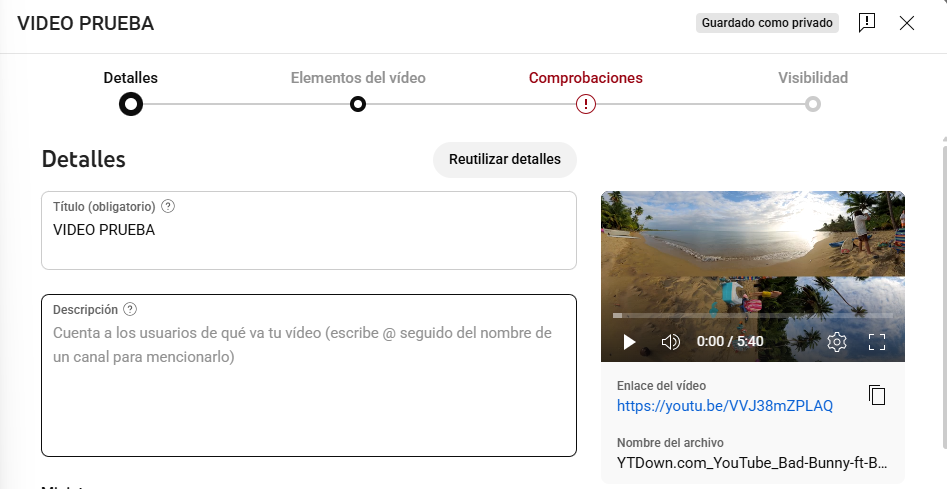 VIDEO PRUEBA
Guardado como privado
Detalles
Elementos del vídeo
Comprobaciones
Visibilidad
Detalles
Reutilizar detalles
Título (obligatorio)
VIDEO PRUEBA
Descripción
Cuenta a los usuarios de qué va tu vídeo (escribe @ seguido del nombre de
un canal para mencionarlo)
0:00 / 5:40
Enlace del vídeo
https://youtu.be/VVJ38mZPLAQ
Nombre del archivo
YTDown.com_YouTube_Bad-Bunny-ft-B...